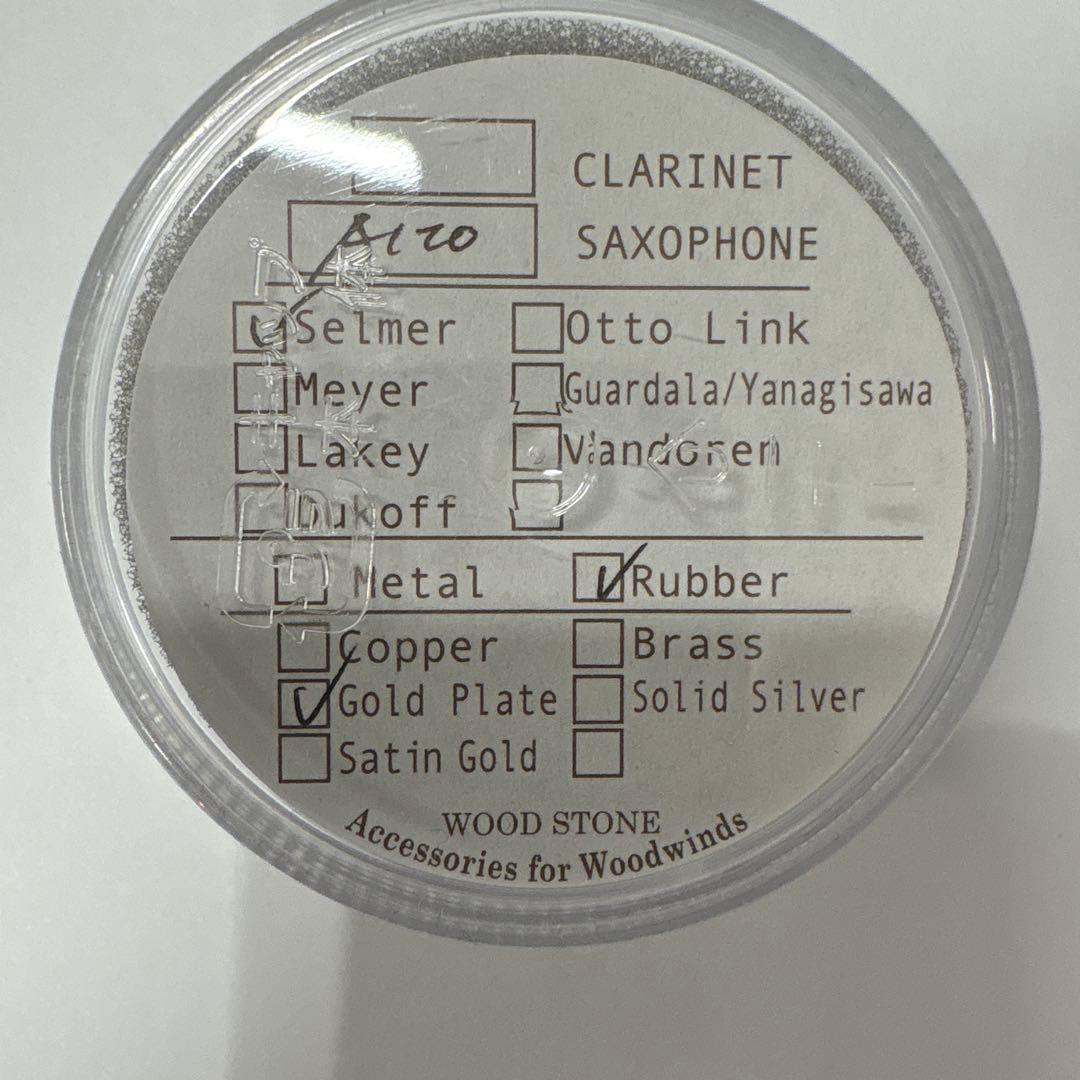 CLARINET
Alto SAXOPHONE
Selmer Otto Link
Meyer Guardala/Yanagisawa
Lakey Vandoren
Dukoff
Metal Rubber
Copper Brass
Gold Plate Solid Silver
Satin Gold
WOOD STONE
Accessories for Woodwinds